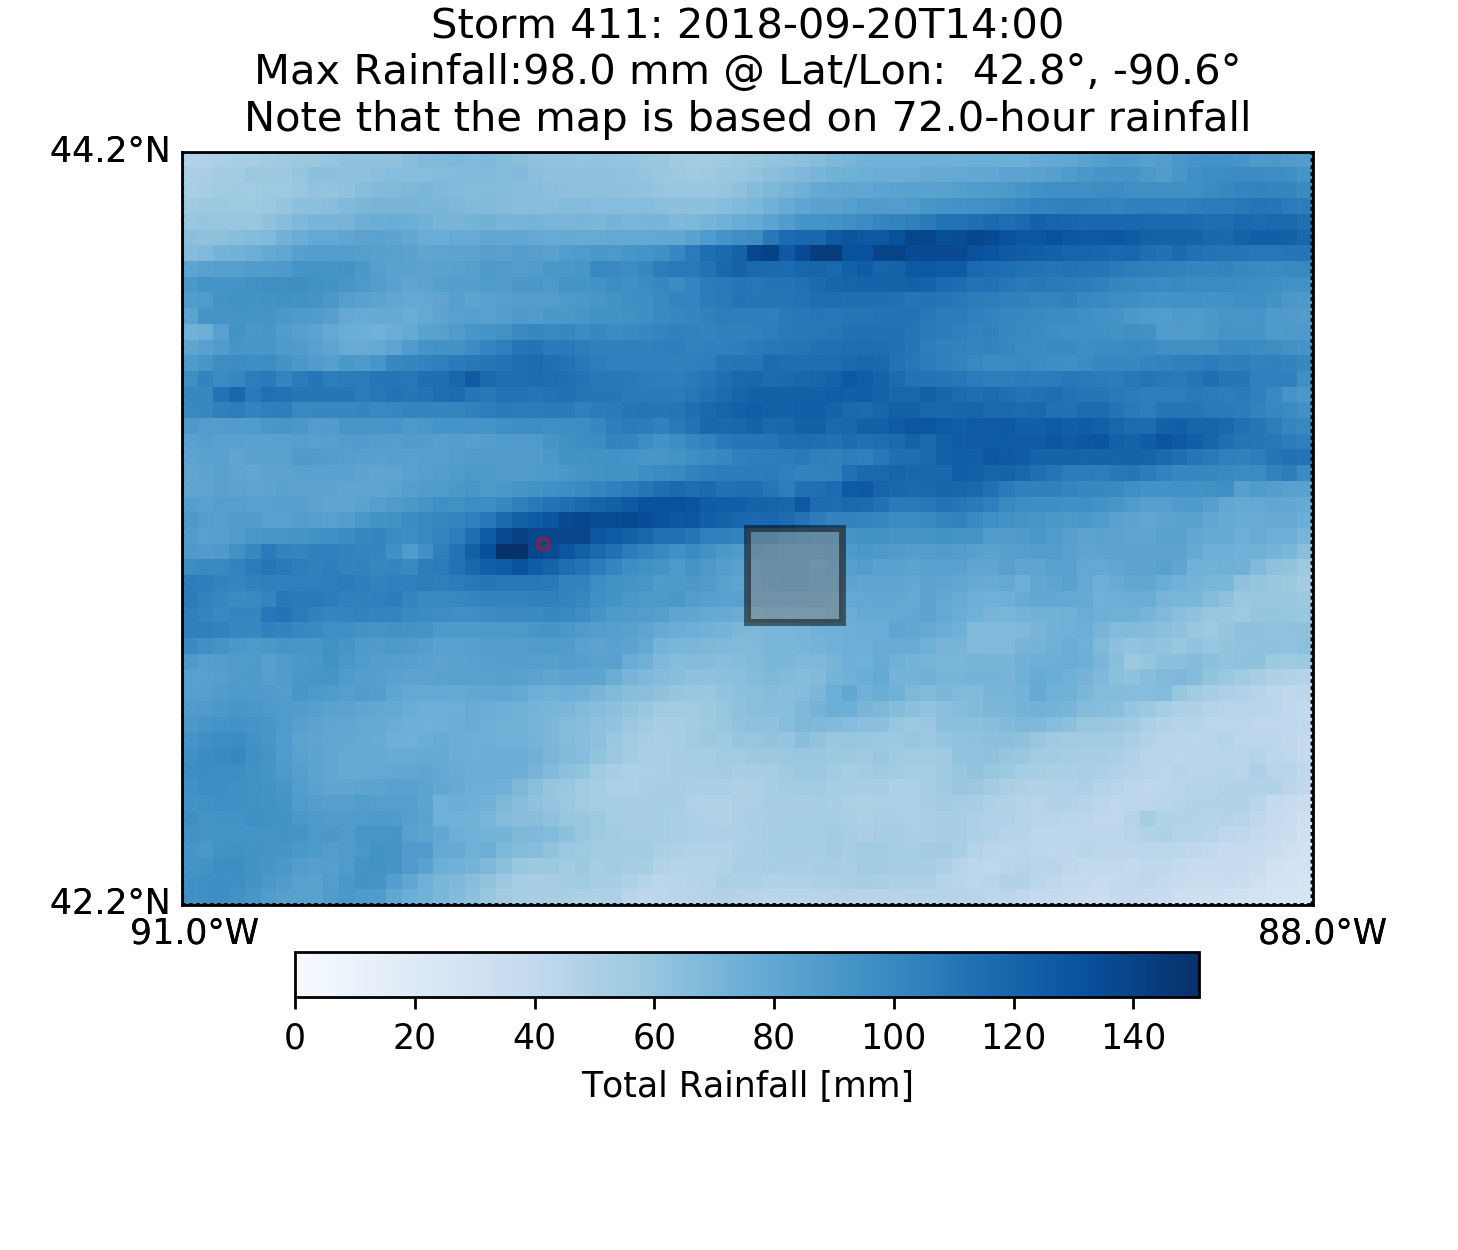 Storm 411: 2018-09-20T14:00
Max Rainfall:98.0 mm @ Lat/Lon:  42.8°, -90.6°
Note that the map is based on 72.0-hour rainfall
44.2°N
42.2°N
91.0°W 88.0°W
0 20 40 60 80 100 120 140
Total Rainfall [mm]